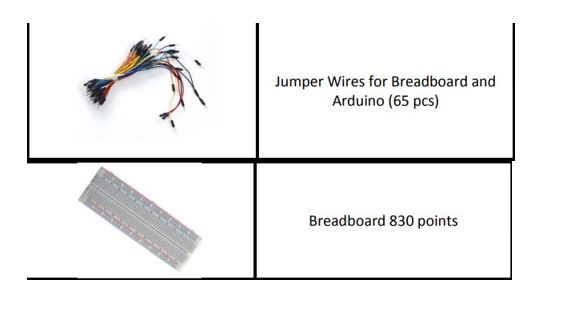 Jumper Wires for Breadboard and
Arduino (65 pcs)
Breadboard 830 points